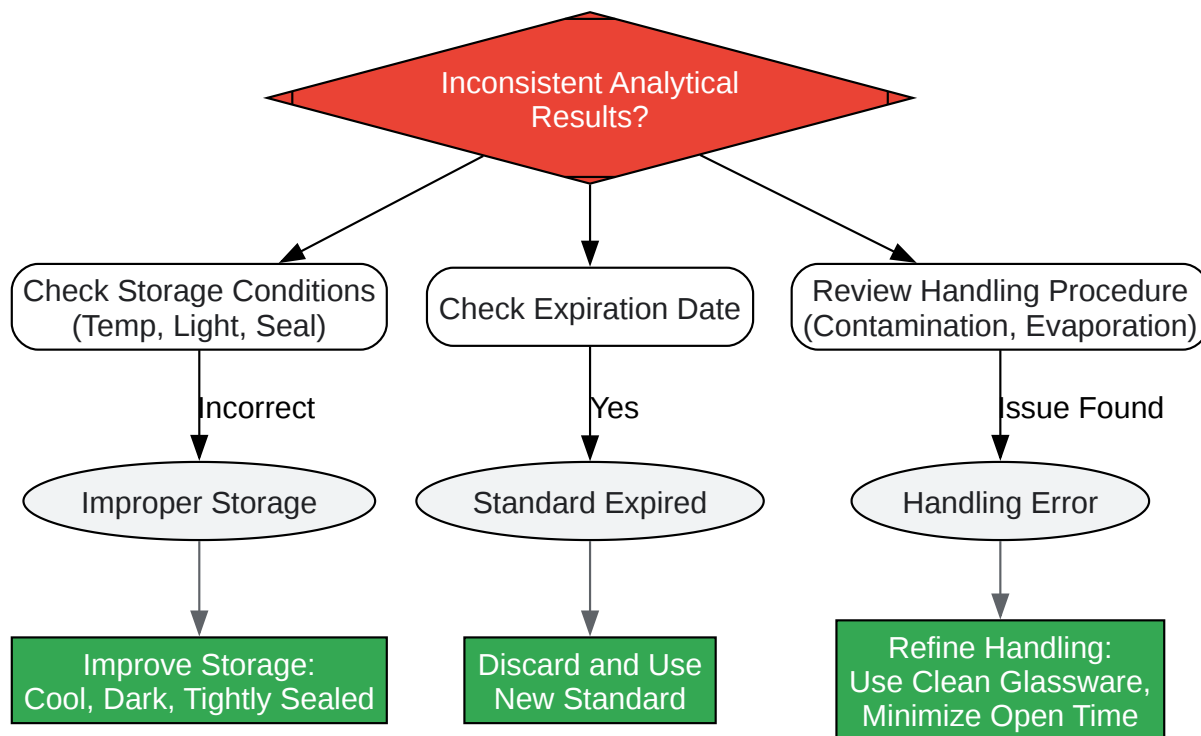 Inconsistent Analytical
Results?
Check Storage Conditions
(Temp, Light, Seal)
Check Expiration Date
Review Handling Procedure
(Contamination, Evaporation)
Incorrect
Yes
Issue Found
Improper Storage
Standard Expired
Handling Error
Improve Storage:
Cool, Dark, Tightly Sealed
Discard and Use
New Standard
Refine Handling:
Use Clean Glassware,
Minimize Open Time